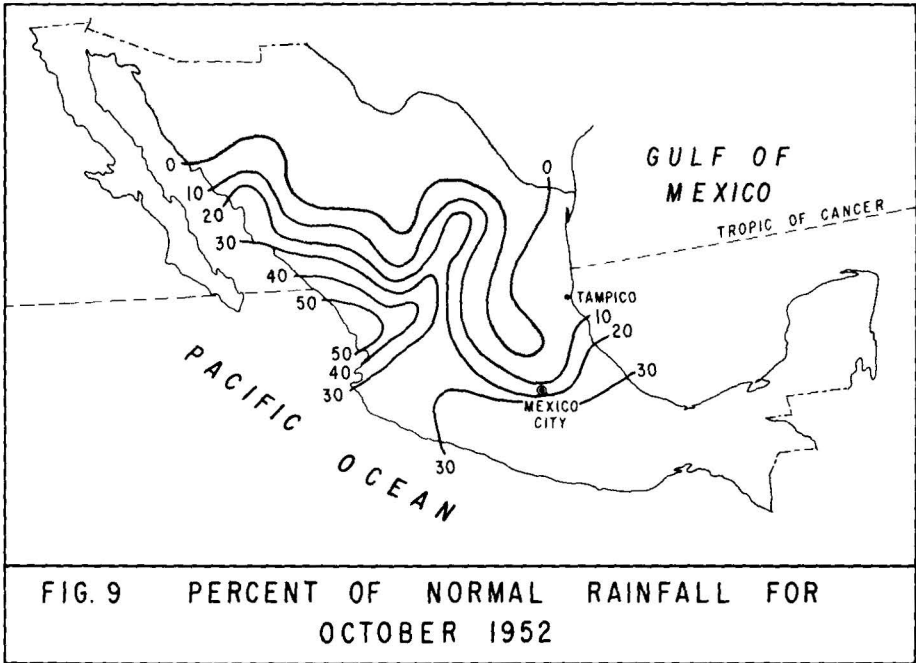 0
GULF OF
MEXICO
0
10
TROPIC OF CANCER
20
30
40
50
TAMPICO
10
20
50
40
30
30
MEXICO
CITY
30
PACIFIC OCEAN
FIG. 9 PERCENT OF NORMAL RAINFALL FOR
OCTOBER 1952